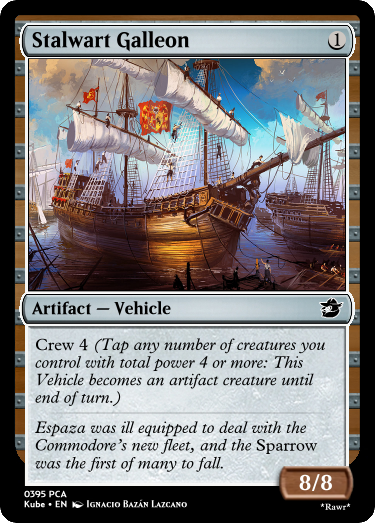 Stalwart Galleon 1
Artifact — Vehicle
Crew 4 (Tap any number of creatures you
control with total power 4 or more: This
Vehicle becomes an artifact creature until
end of turn.)
Espaza was ill equipped to deal with the
Commodore's new fleet, and the Sparrow
was the first of many to fall.
8/8
0395 PCA
Kube • EN Ignacio Bazán Lazcano
*Rawr*